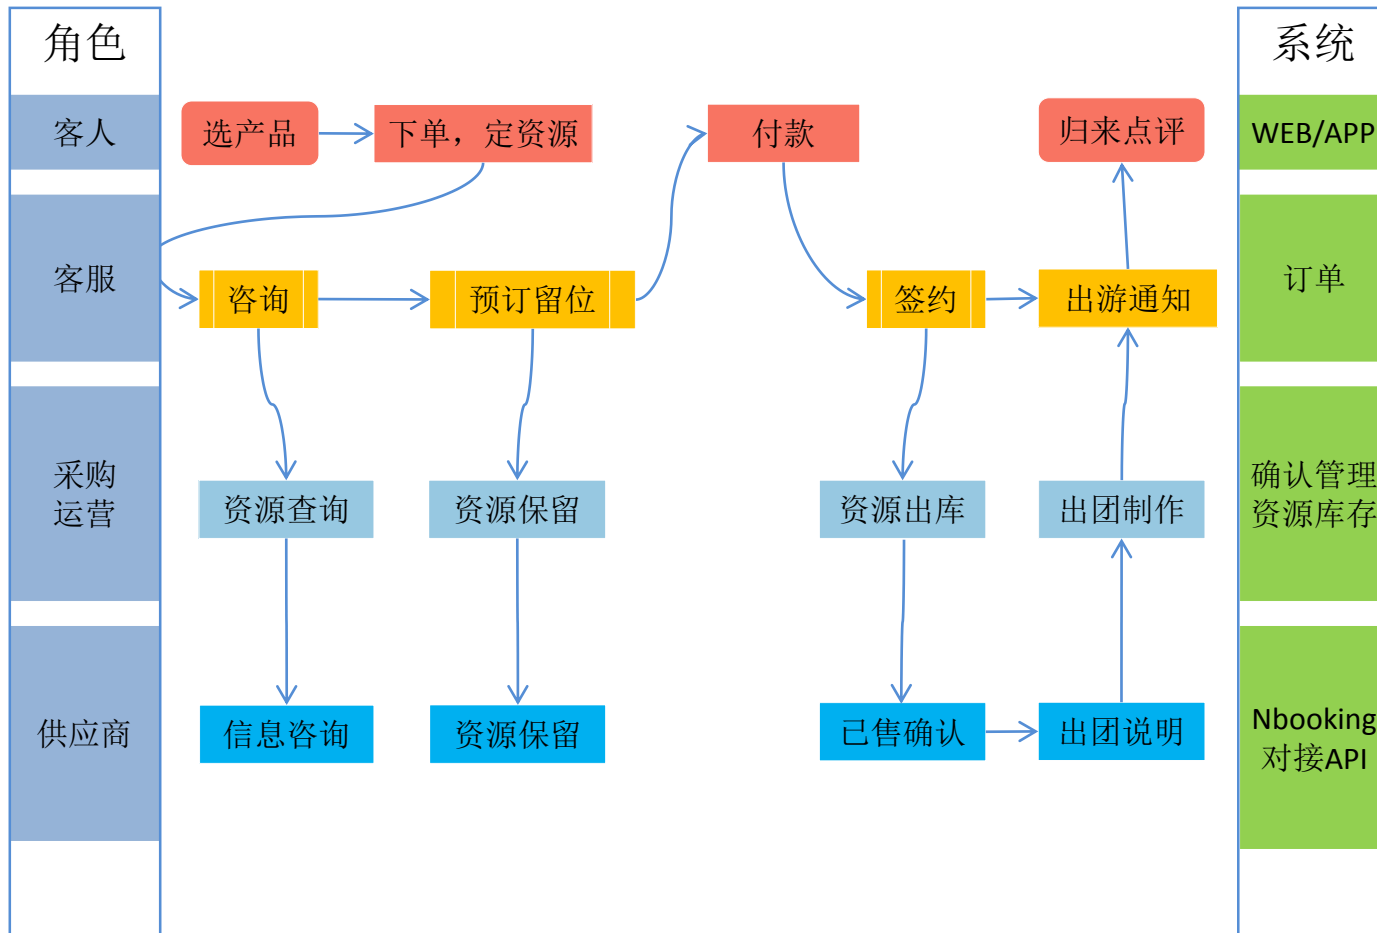 角色
系统
客人
选产品
下单，定资源
付款
归来点评
WEB/APP
客服
咨询
预订留位
签约
出游通知
订单
采购
运营
资源查询
资源保留
资源出库
出团制作
确认管理
资源库存
供应商
信息咨询
资源保留
已售确认
出团说明
Nbooking
对接API